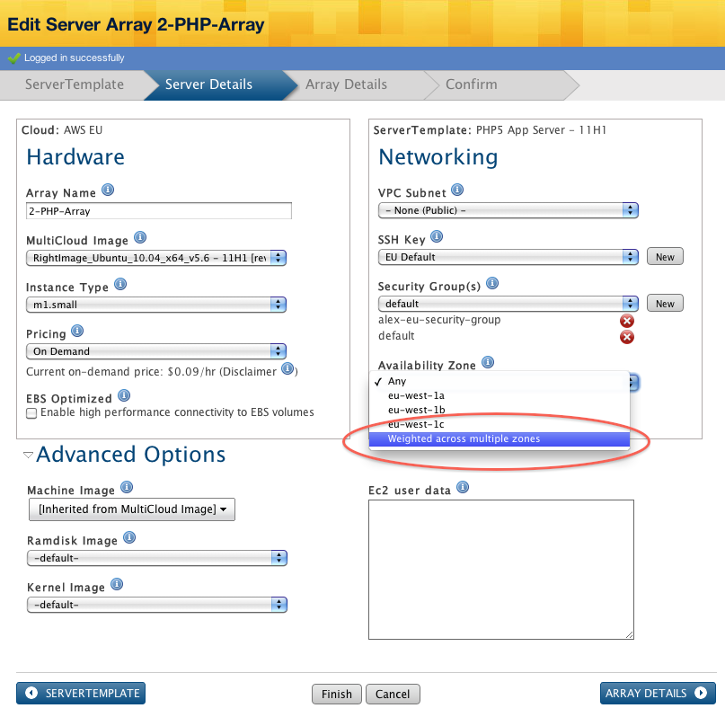 Edit Server Array 2-PHP-Array
Logged in successfully
ServerTemplate
Server Details
Array Details
Confirm
Cloud: AWS EU
Hardware
Array Name
2-PHP-Array
MultiCloud Image
RightImage_Ubuntu_10.04_x64_v5.6 - 11H1 [rev
Instance Type
m1.small
Pricing
On Demand
Current on-demand price: $0.09/hr (Disclaimer )
EBS Optimized
Enable high performance connectivity to EBS volumes
ServerTemplate: PHP5 App Server - 11H1
Networking
VPC Subnet
- None (Public) -
SSH Key
EU Default
New
Security Group(s)
default
New
alex-eu-security-group
default
Availability Zone
✓ Any
eu-west-1a
eu-west-1b
eu-west-1c
Weighted across multiple zones
Advanced Options
Machine Image
[Inherited from MultiCloud Image]
Ramdisk Image
-default-
Kernel Image
-default-
Ec2 user data
SERVERTEMPLATE
Finish
Cancel
ARRAY DETAILS